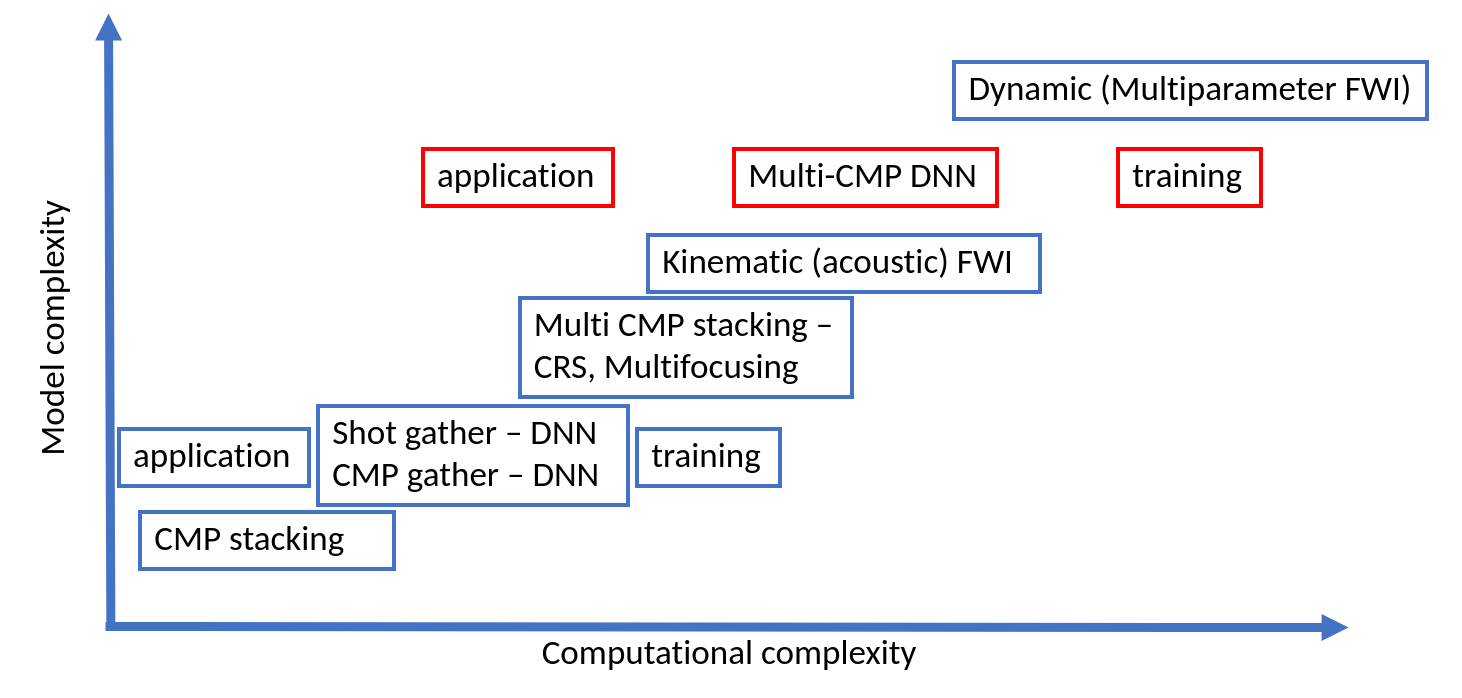 Dynamic (Multiparameter FWI)
application
Multi-CMP DNN
training
Kinematic (acoustic) FWI
Multi CMP stacking –
CRS, Multifocusing
application
Shot gather – DNN
CMP gather – DNN
training
CMP stacking
Model complexity
Computational complexity